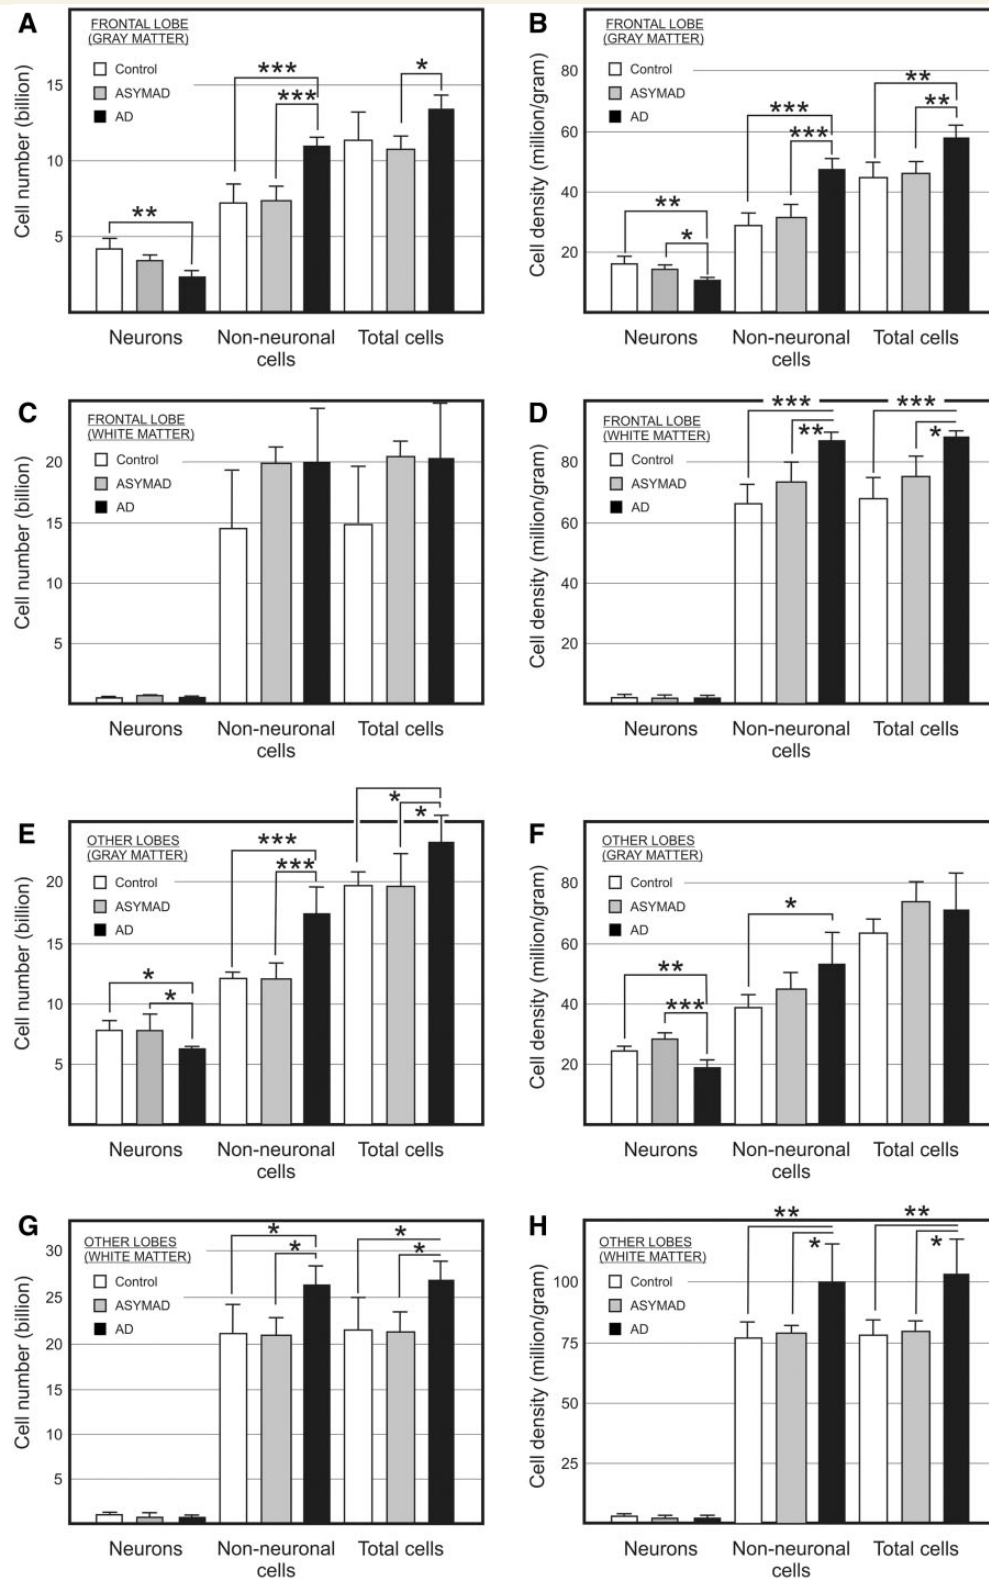 A
FRONTAL LOBE
(GRAY MATTER)
Control
ASYMAD
AD
Cell number (billion)
15
10
5
**
***
***
*
Neurons
Non-neuronal
cells
Total cells
B
FRONTAL LOBE
(GRAY MATTER)
Control
ASYMAD
AD
Cell density (million/gram)
80
60
40
20
**
*
***
***
**
**
Neurons
Non-neuronal
cells
Total cells
C
FRONTAL LOBE
(WHITE MATTER)
Control
ASYMAD
AD
Cell number (billion)
20
15
10
5
Neurons
Non-neuronal
cells
Total cells
D
FRONTAL LOBE
(WHITE MATTER)
Control
ASYMAD
AD
Cell density (million/gram)
80
60
40
20
***
**
***
*
Neurons
Non-neuronal
cells
Total cells
E
OTHER LOBES
(GRAY MATTER)
Control
ASYMAD
AD
Cell number (billion)
20
15
10
5
*
*
***
***
*
*
Neurons
Non-neuronal
cells
Total cells
F
OTHER LOBES
(GRAY MATTER)
Control
ASYMAD
AD
Cell density (million/gram)
80
60
40
20
**
***
*
Neurons
Non-neuronal
cells
Total cells
G
OTHER LOBES
(WHITE MATTER)
Control
ASYMAD
AD
Cell number (billion)
30
25
20
15
10
5
*
*
*
*
Neurons
Non-neuronal
cells
Total cells
H
OTHER LOBES
(WHITE MATTER)
Control
ASYMAD
AD
Cell density (million/gram)
100
75
50
25
**
*
**
*
Neurons
Non-neuronal
cells
Total cells